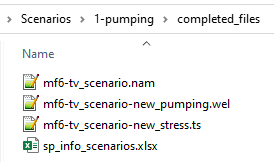 Scenarios > 1-pumping > completed_files
Name
mf6-tv_scenario.nam
mf6-tv_scenario-new_pumping.wel
mf6-tv_scenario-new_stress.ts
sp_info_scenarios.xlsx